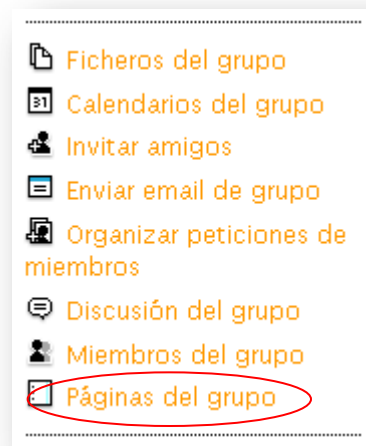 Ficheros del grupo
31 Calendarios del grupo
Invitar amigos
Enviar email de grupo
Organizar peticiones de
miembros
Discusión del grupo
Miembros del grupo
Páginas del grupo